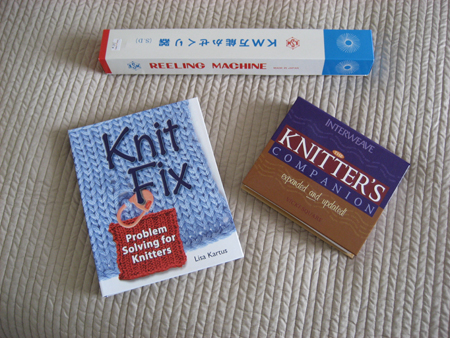 KM万能かせくり器
REELING MACHINE
Knit
Fix
Problem
Solving for
Knitters
Lisa Kartus
INTERWEAVE
KNITTER'S
COMPANION
expanded and updated